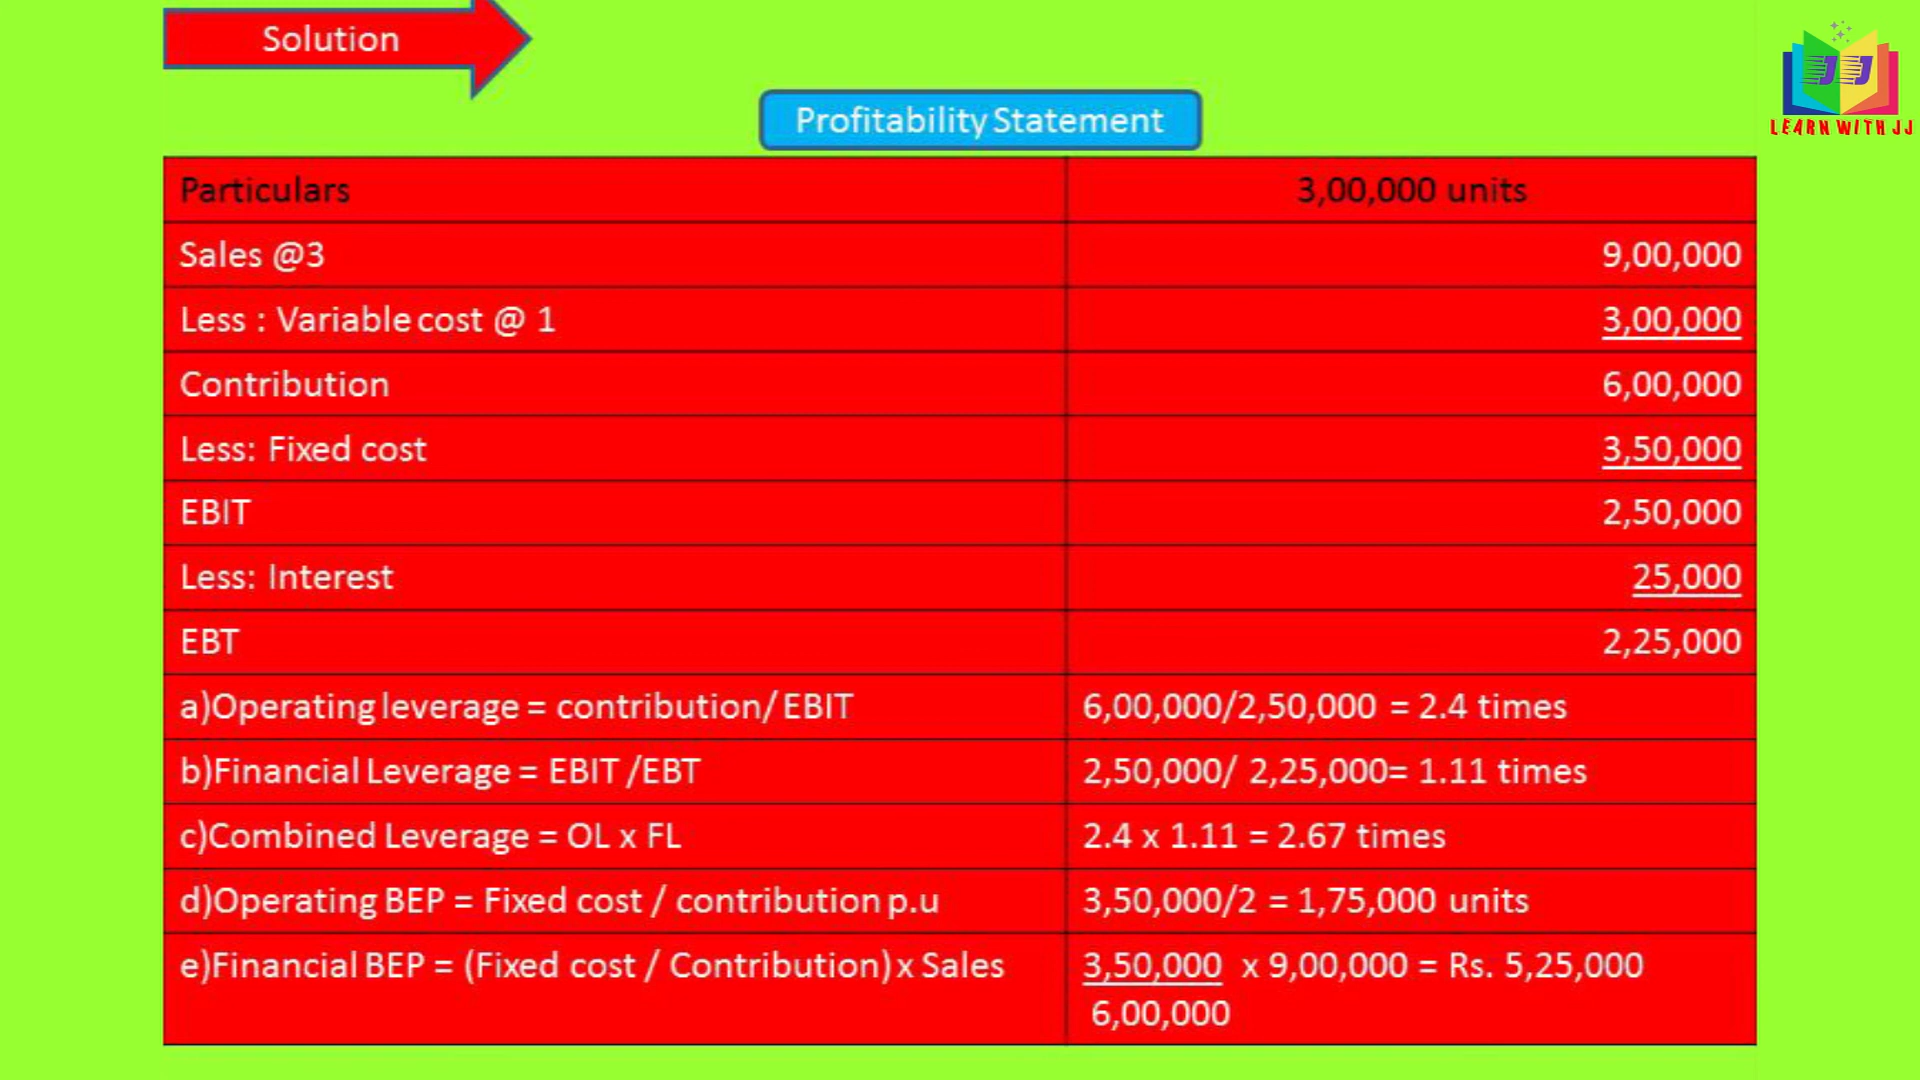 Solution
JJ
LEARN WITH JJ
Profitability Statement
Particulars 3,00,000 units
Sales @3 9,00,000
Less : Variable cost @ 1 3,00,000
Contribution 6,00,000
Less: Fixed cost 3,50,000
EBIT 2,50,000
Less: Interest 25,000
EBT 2,25,000
a)Operating leverage = contribution/ EBIT 6,00,000/2,50,000 = 2.4 times
b)Financial Leverage = EBIT /EBT 2,50,000/ 2,25,000= 1.11 times
c)Combined Leverage = OL x FL 2.4 x 1.11 = 2.67 times
d)Operating BEP = Fixed cost / contribution p.u 3,50,000/2 = 1,75,000 units
e)Financial BEP = (Fixed cost / Contribution) x Sales 3,50,000 x 9,00,000 = Rs. 5,25,000
6,00,000